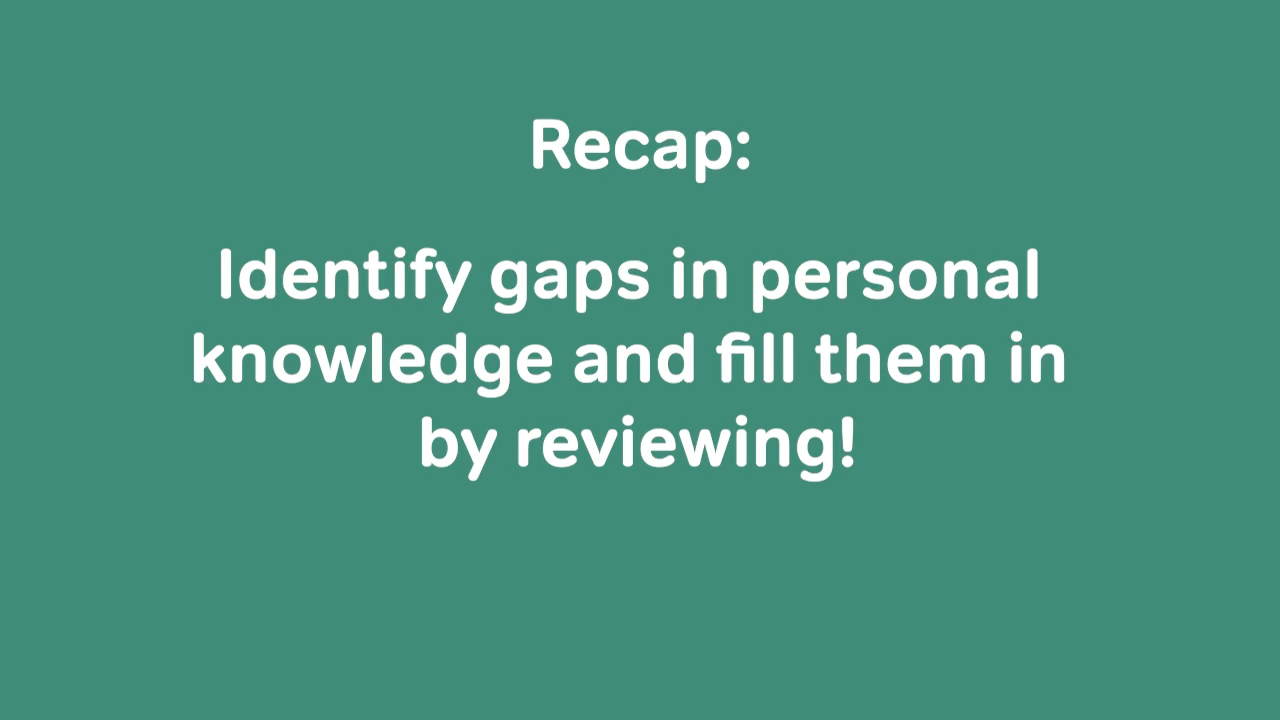 Recap:
Identify gaps in personal
knowledge and fill them in
by reviewing!